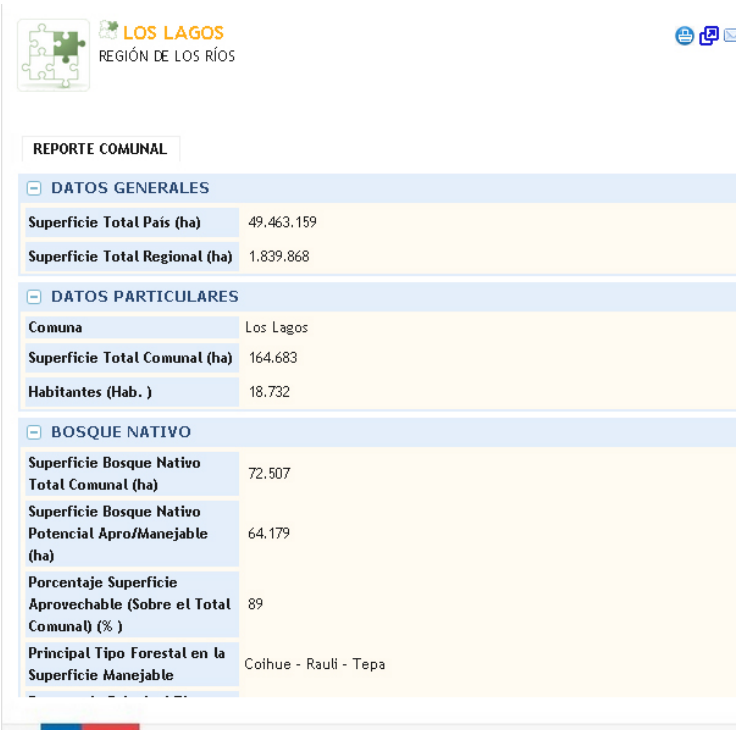 LOS LAGOS
REGIÓN DE LOS RÍOS
REPORTE COMUNAL
DATOS GENERALES
Superficie Total País (ha) 49.463.159
Superficie Total Regional (ha) 1.839.868
DATOS PARTICULARES
Comuna Los Lagos
Superficie Total Comunal (ha) 164.683
Habitantes (Hab. ) 18.732
BOSQUE NATIVO
Superficie Bosque Nativo
Total Comunal (ha)
72.507
Superficie Bosque Nativo
Potencial Apro/Manejable
(ha)
64.179
Porcentaje Superficie
Aprovechable (Sobre el Total
Comunal) (% )
89
Principal Tipo Forestal en la
Superficie Manejable
Coihue - Rauli - Tepa